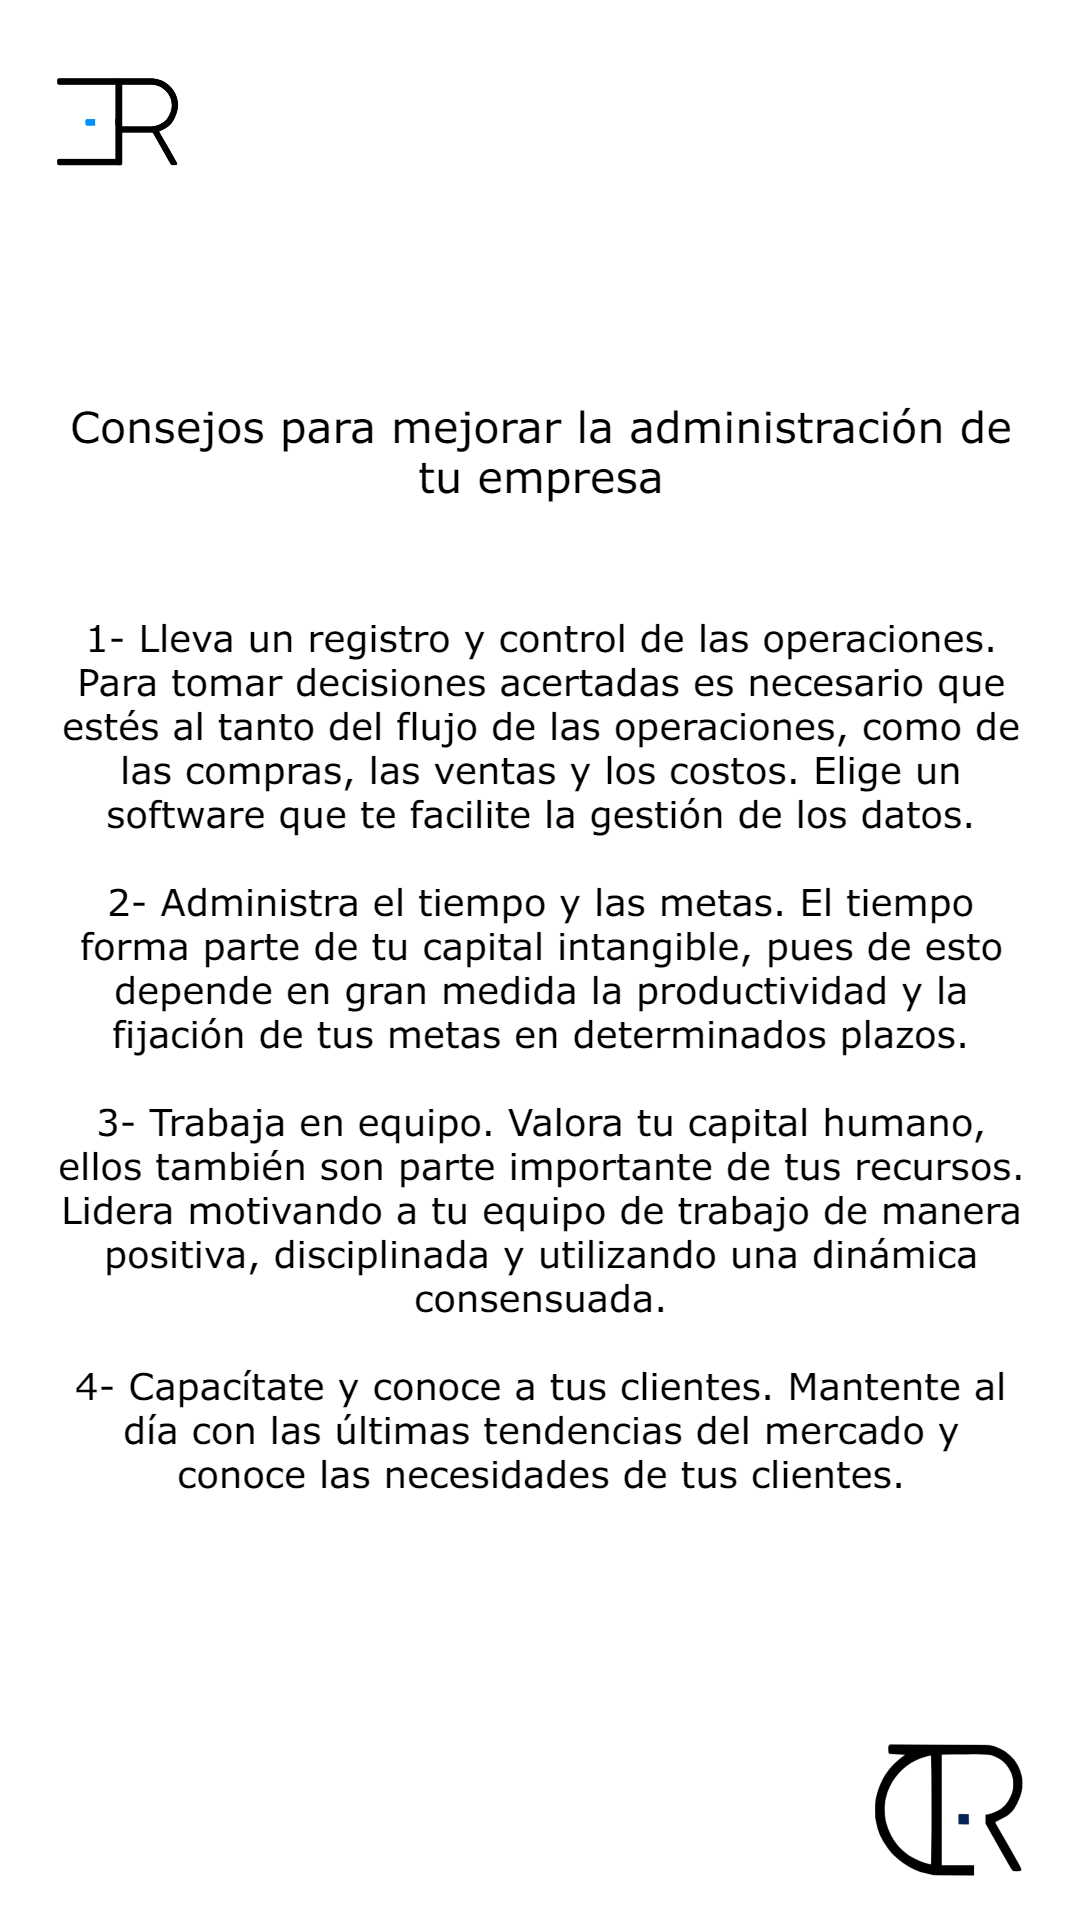 Consejos para mejorar la administración de
tu empresa
1- Lleva un registro y control de las operaciones.
Para tomar decisiones acertadas es necesario que
estés al tanto del flujo de las operaciones, como de
las compras, las ventas y los costos. Elige un
software que te facilite la gestión de los datos.
2- Administra el tiempo y las metas. El tiempo
forma parte de tu capital intangible, pues de esto
depende en gran medida la productividad y la
fijación de tus metas en determinados plazos.
3- Trabaja en equipo. Valora tu capital humano,
ellos también son parte importante de tus recursos.
Lidera motivando a tu equipo de trabajo de manera
positiva, disciplinada y utilizando una dinámica
consensuada.
4- Capacítate y conoce a tus clientes. Mantente al
día con las últimas tendencias del mercado y
conoce las necesidades de tus clientes.